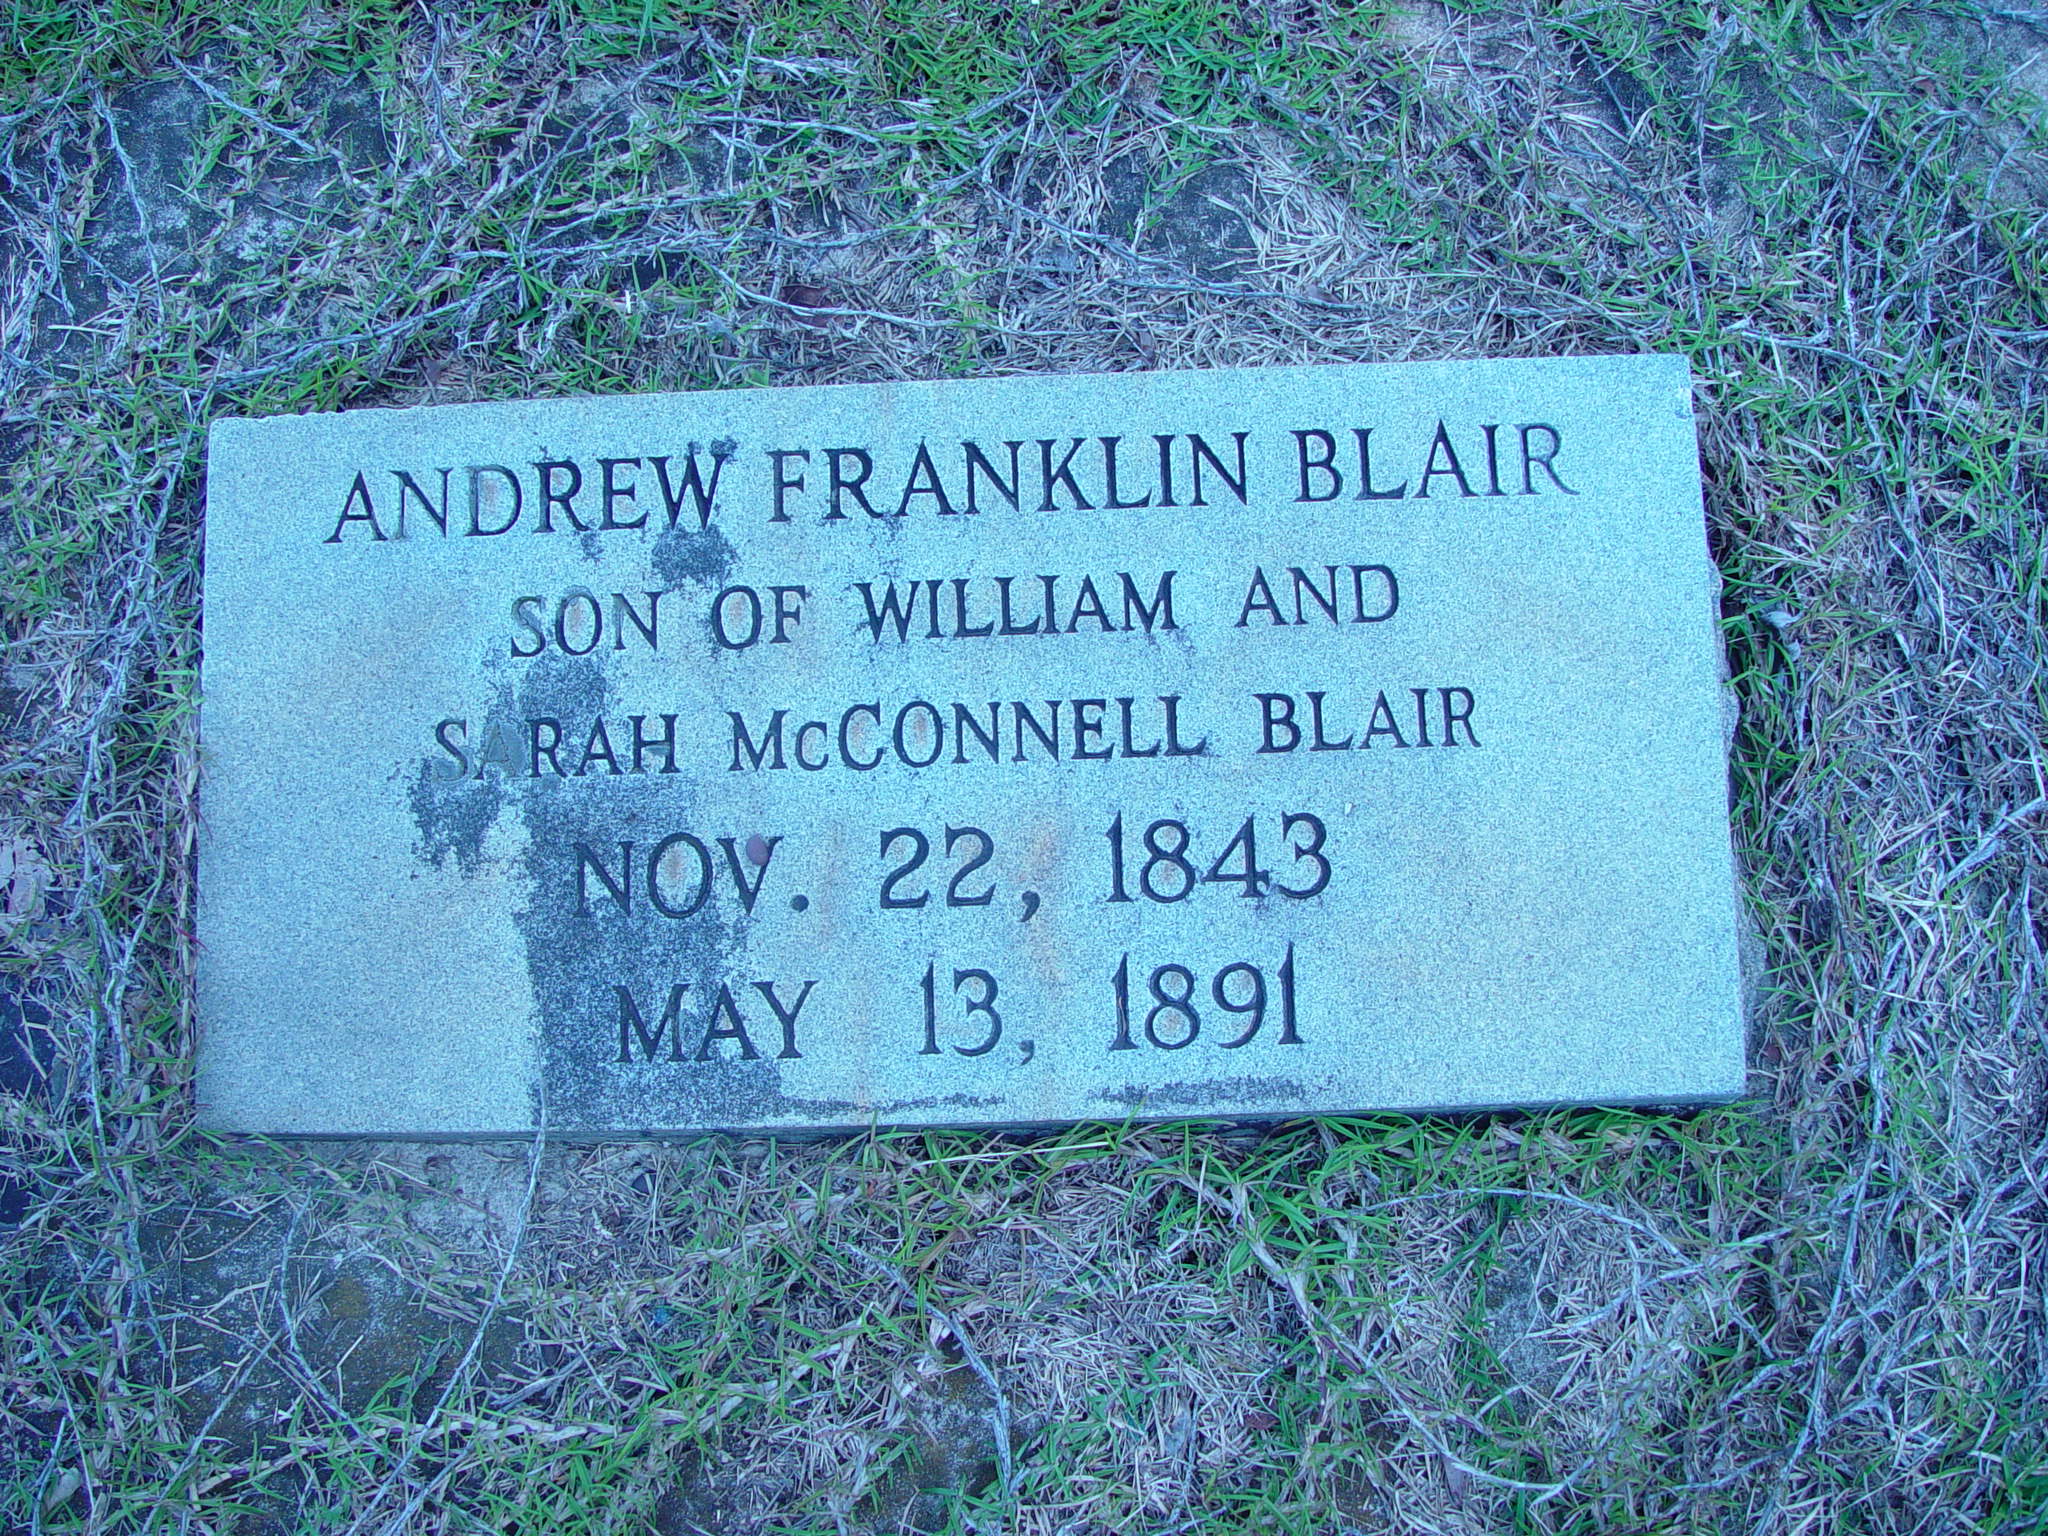 ANDREW FRANKLIN BLAIR
SON OF WILLIAM AND
SARAH McCONNELL BLAIR
NOV. 22, 1843
MAY 13, 1891